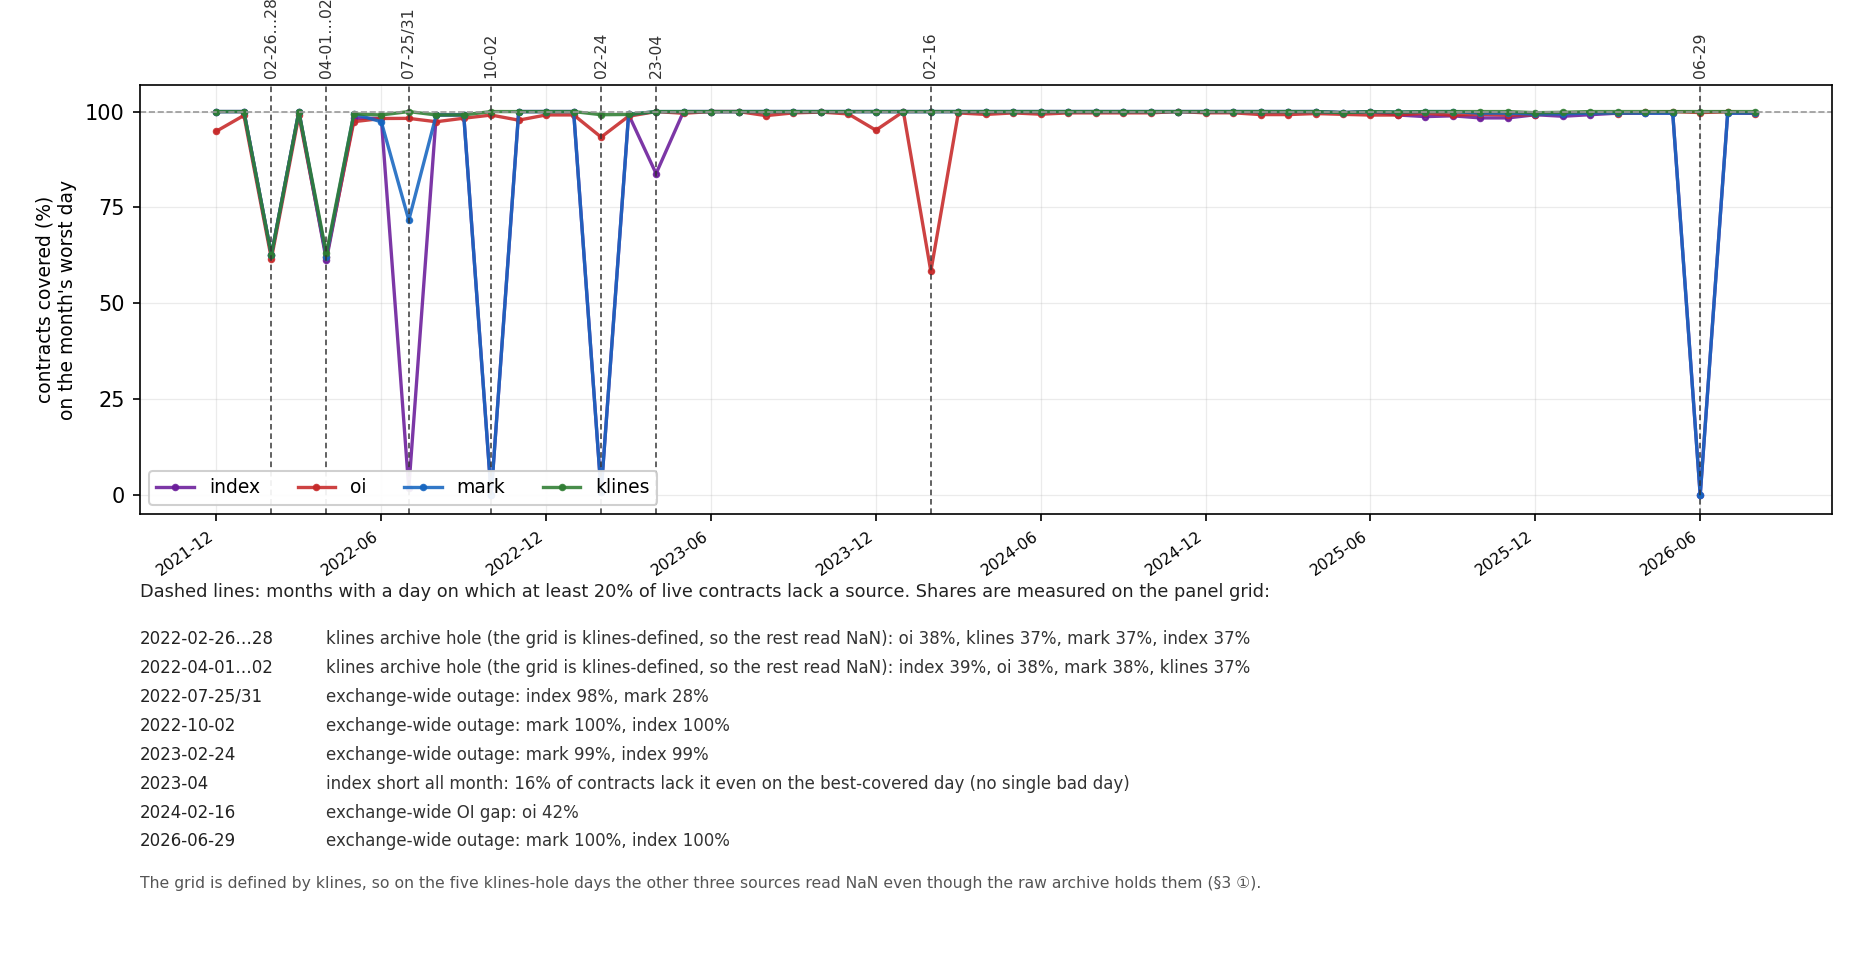 02-26…28
04-01…02
07-25/31
10-02
02-24
23-04
02-16
06-29
contracts covered (%)
on the month's worst day
100
75
50
25
0
index
oi
mark
klines
2021-12
2022-06
2022-12
2023-06
2023-12
2024-06
2024-12
2025-06
2025-12
2026-06
Dashed lines: months with a day on which at least 20% of live contracts lack a source. Shares are measured on the panel grid:
2022-02-26…28 klines archive hole (the grid is klines-defined, so the rest read NaN): oi 38%, klines 37%, mark 37%, index 37%
2022-04-01…02 klines archive hole (the grid is klines-defined, so the rest read NaN): index 39%, oi 38%, mark 38%, klines 37%
2022-07-25/31 exchange-wide outage: index 98%, mark 28%
2022-10-02 exchange-wide outage: mark 100%, index 100%
2023-02-24 exchange-wide outage: mark 99%, index 99%
2023-04 index short all month: 16% of contracts lack it even on the best-covered day (no single bad day)
2024-02-16 exchange-wide OI gap: oi 42%
2026-06-29 exchange-wide outage: mark 100%, index 100%
The grid is defined by klines, so on the five klines-hole days the other three sources read NaN even though the raw archive holds them (§3 ①).